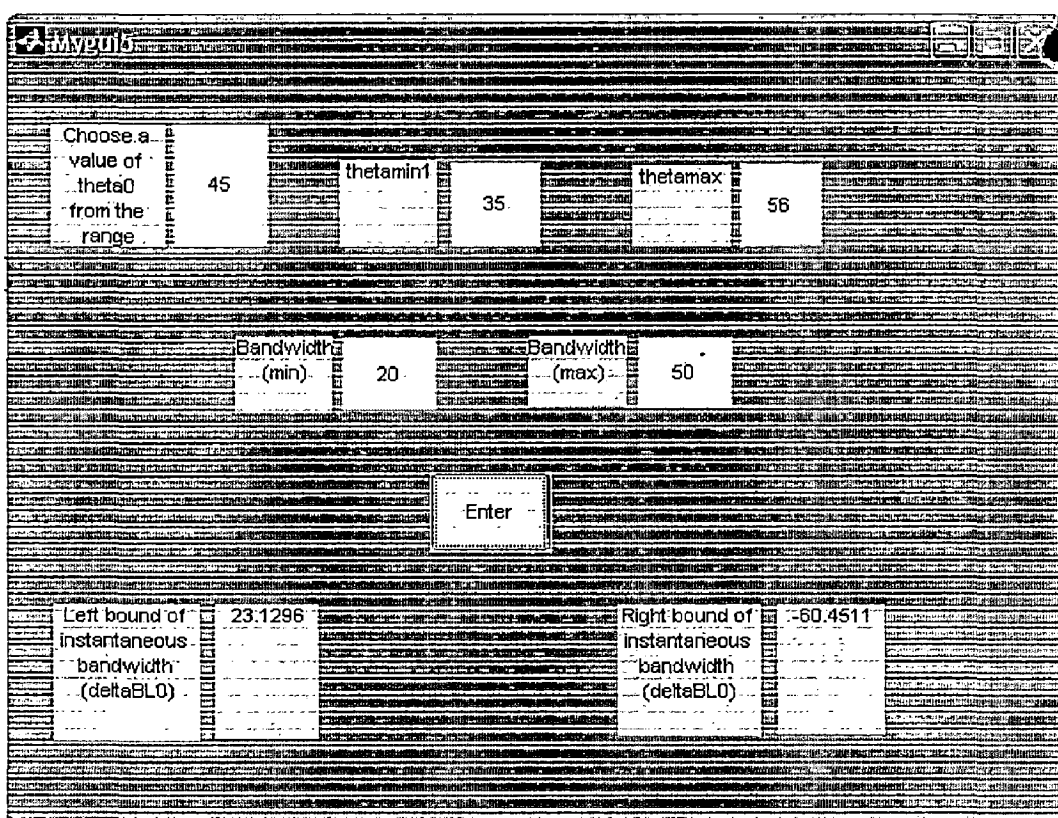 Mygui5
Choose a
value of
theta0
from the
range
45
thetamin1
35
thetamax
56
Bandwidth
(min)
20
Bandwidth
(max)
50
Enter
Left bound of
instantaneous
bandwidth
(deltaBL0)
23.1296
Right bound of
instantaneous
bandwidth
(deltaBL0)
-60.4511